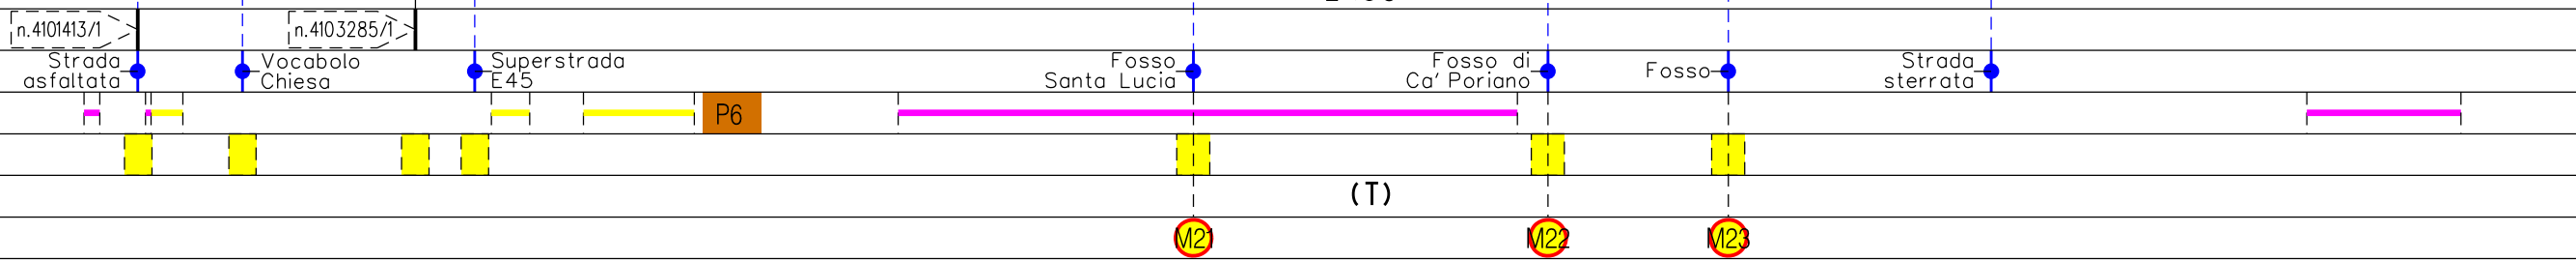 n.4101413/1
n.4103285/1
Strada
asfaltata
Vocabolo
Chiesa
Superstrada
E45
Fosso
Santa Lucia
Fosso di
Ca' Poriano
Fosso
Strada
sterrata
P6
(T)
M21
M22
M23